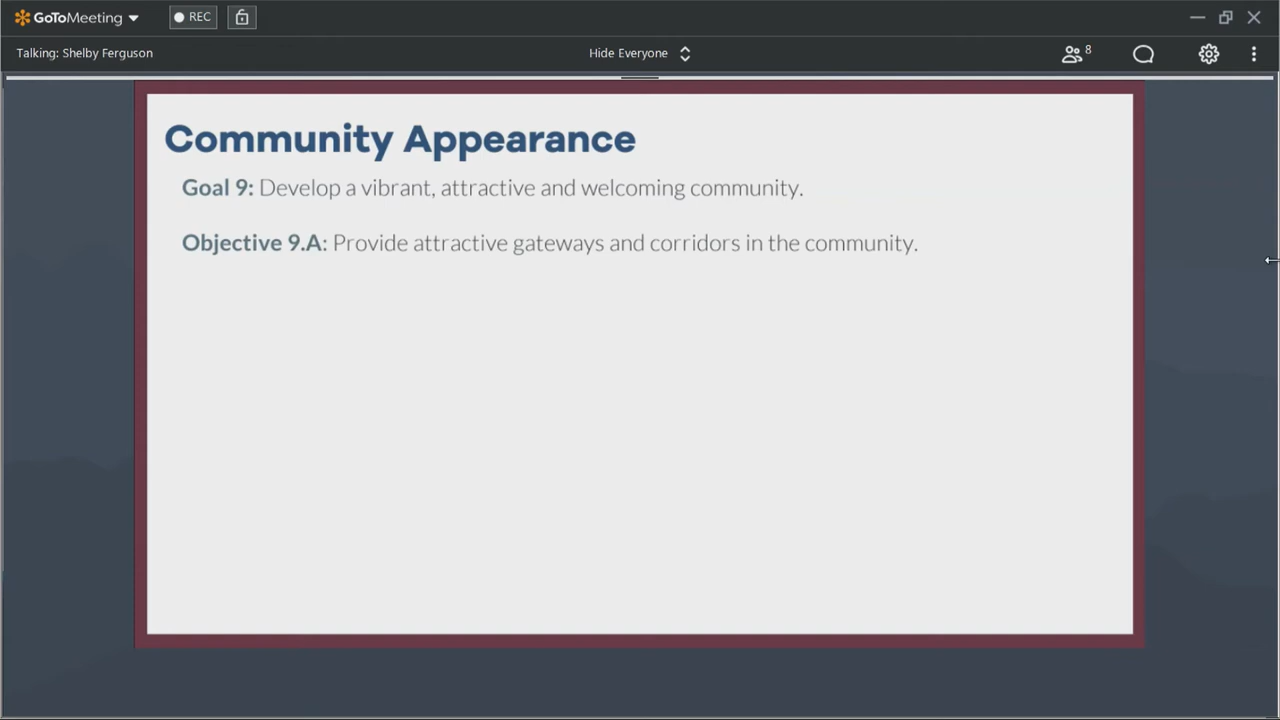 GoToMeeting
REC
Talking: Shelby Ferguson
Hide Everyone
8
Community Appearance
Goal 9: Develop a vibrant, attractive and welcoming community.
Objective 9.A: Provide attractive gateways and corridors in the community.